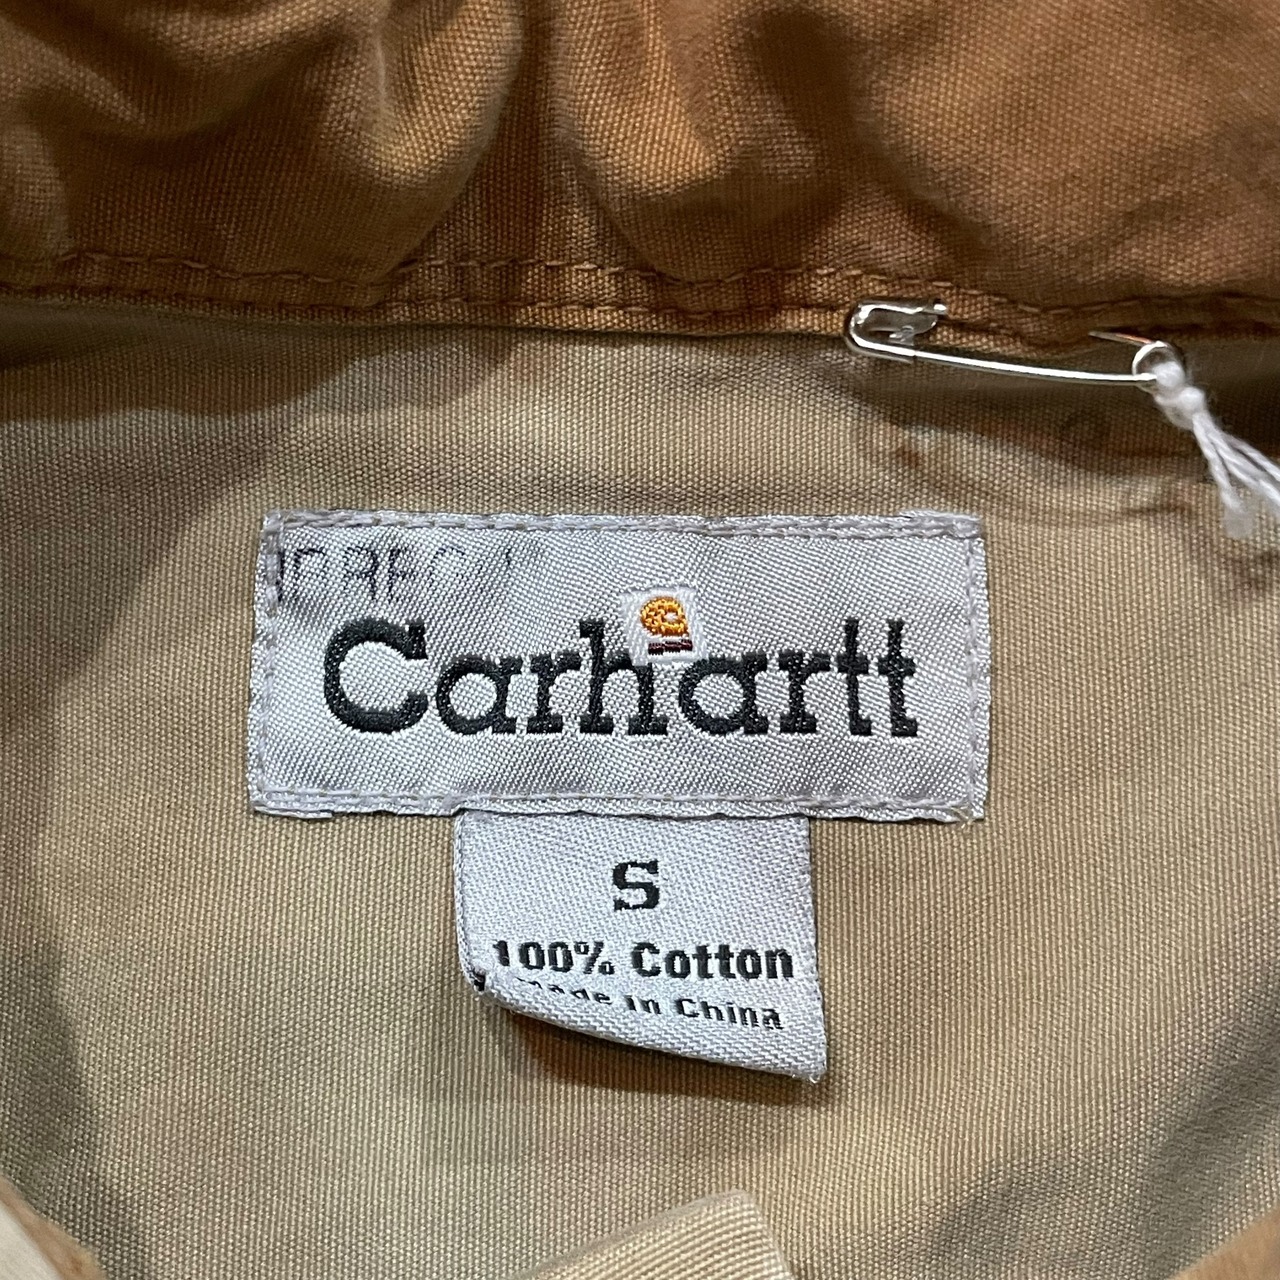 Carhartt
S
100% Cotton
Made in China